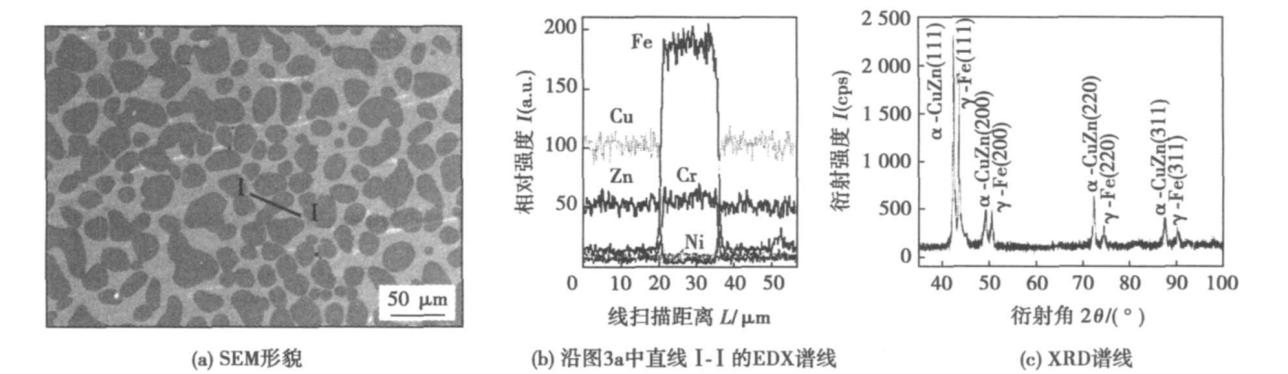 I
I
50 μm
(a) SEM形貌
相对强度 I(a.u.)
200
150
100
50
Fe
Cu
Zn
Cr
Ni
0 10 20 30 40 50
线扫描距离 L/μm
(b) 沿图3a中直线 I-I 的EDX谱线
衍射强度 I(cps)
2 500
2 000
1 500
1 000
500
0
α-CuZn(111)
γ-Fe(111)
α-CuZn(200)
γ-Fe(200)
α-CuZn(220)
γ-Fe(220)
α-CuZn(311)
γ-Fe(311)
40 50 60 70 80 90 100
衍射角 2θ/(°)
(c) XRD谱线